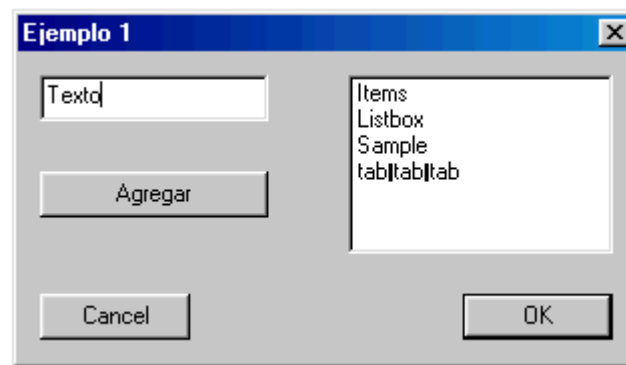 Ejemplo 1
Texto
Items
Listbox
Sample
tab|tab|tab
Agregar
Cancel
OK